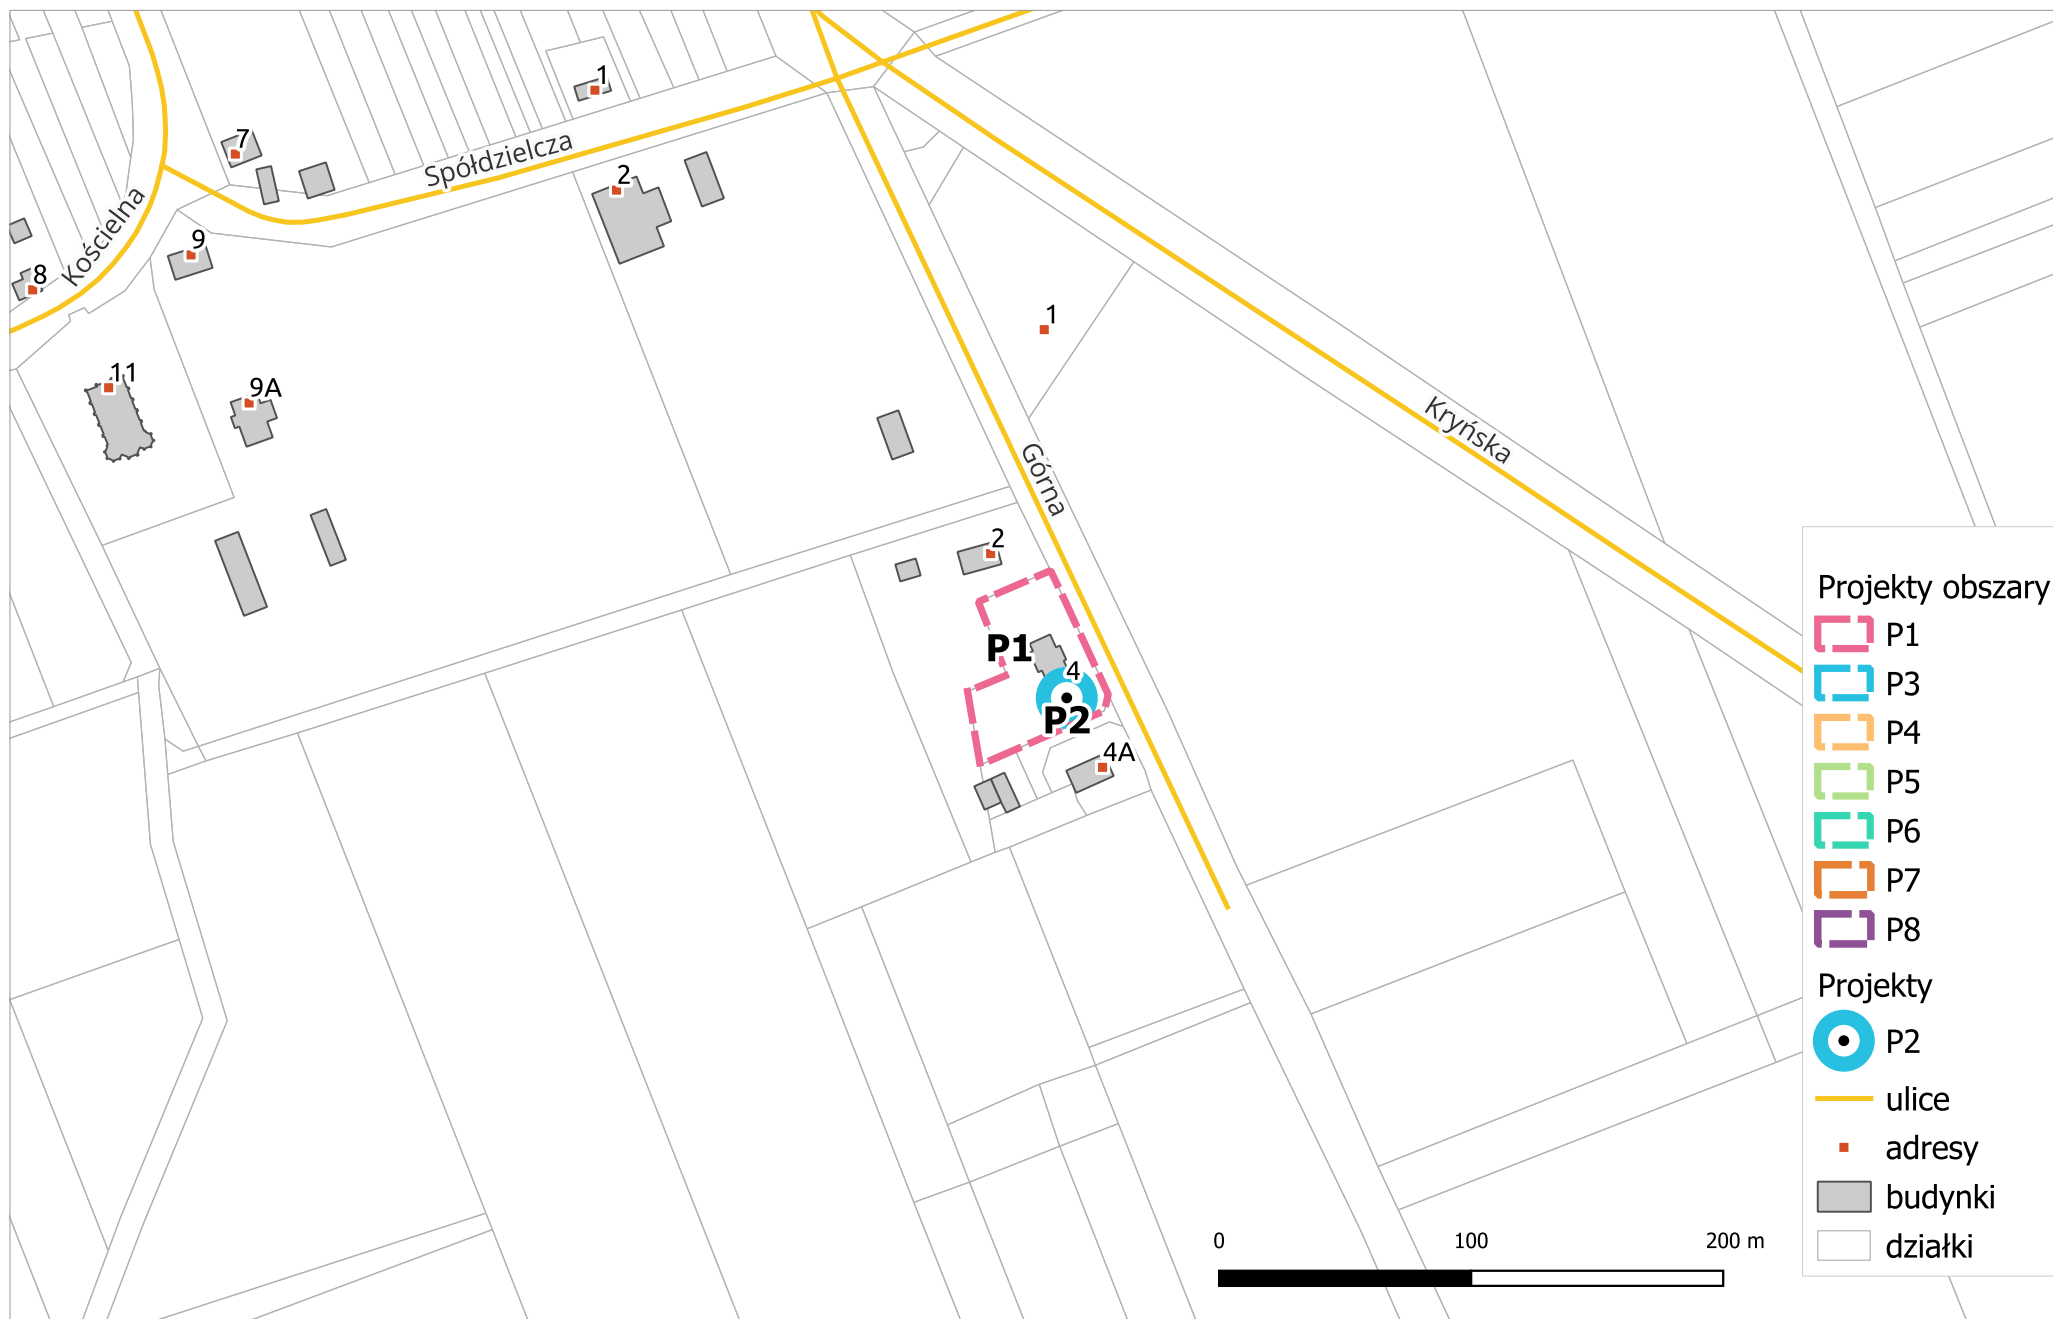 1
7
Spółdzielcza
2
Kościelna
9
8
1
11
9A
Kryńska
Górna
2
P1
4
P2
4A
Projekty obszary
P1
P3
P4
P5
P6
P7
P8
Projekty
P2
ulice
adresy
budynki
działki
0 100 200 m